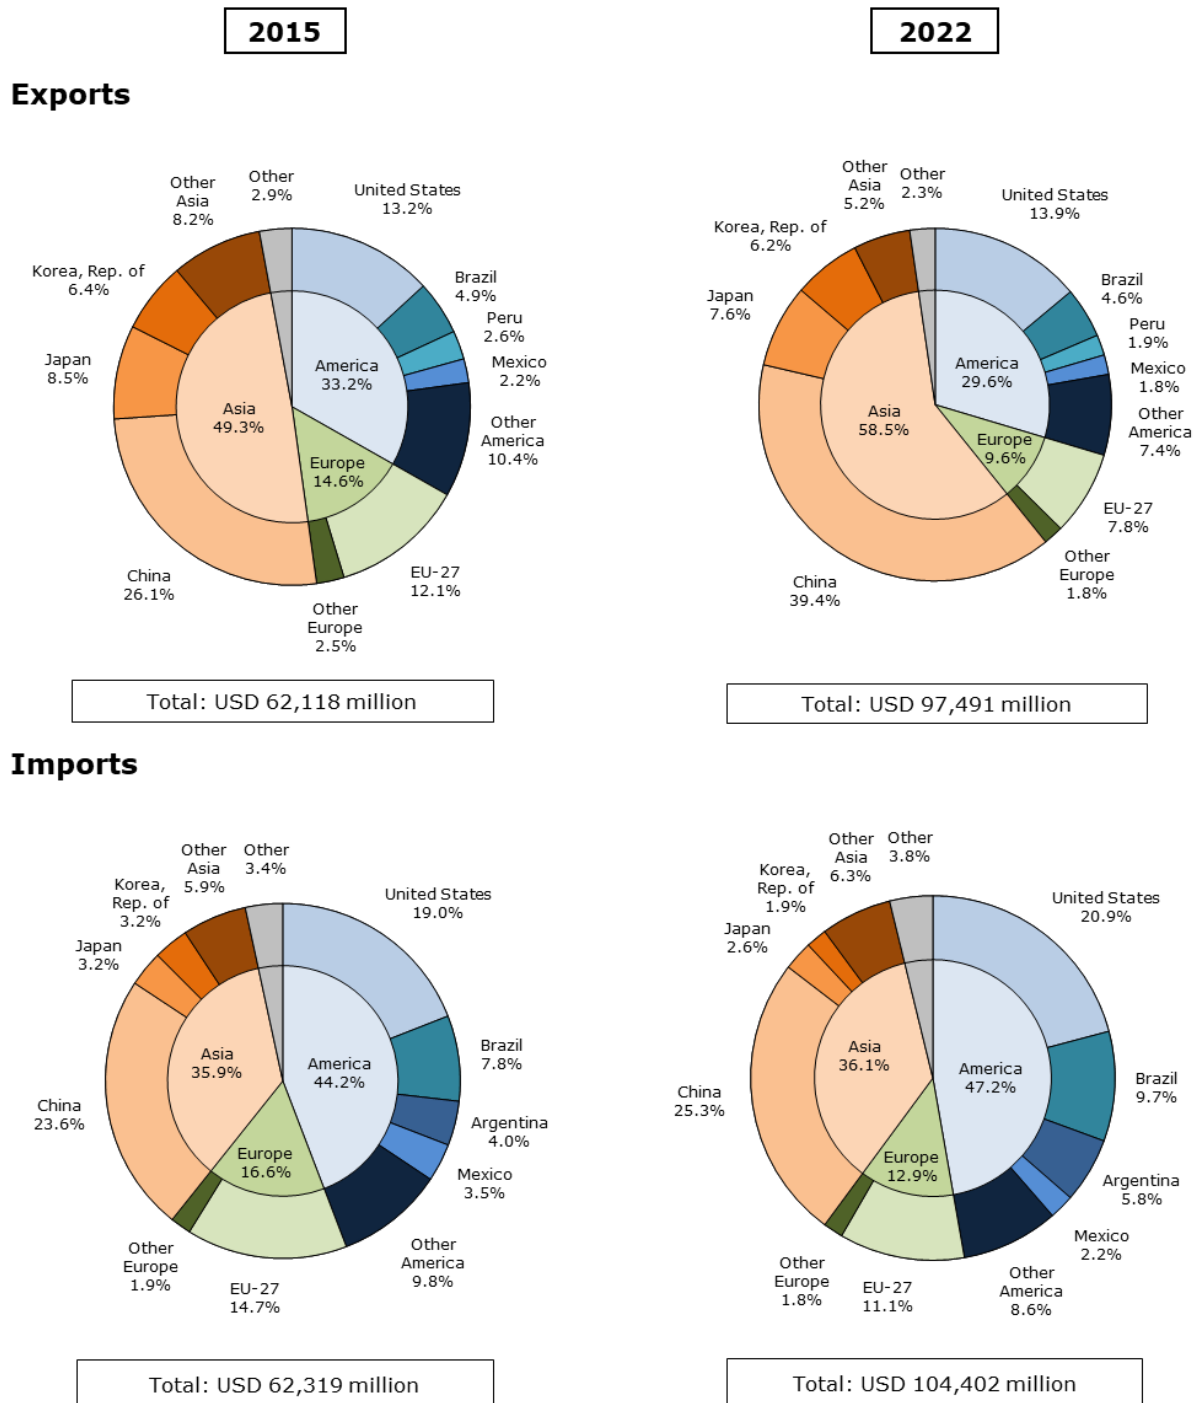 2015
2022
Exports
Other
2.9%
Other
Asia
8.2%
United States
13.2%
Korea, Rep. of
6.4%
Brazil
4.9%
Peru
2.6%
Mexico
2.2%
Japan
8.5%
America
33.2%
Asia
49.3%
Other
America
10.4%
Europe
14.6%
China
26.1%
EU-27
12.1%
Other
Europe
2.5%
Total: USD 62,118 million
Other
Asia
5.2%
Other
2.3%
United States
13.9%
Korea, Rep. of
6.2%
Brazil
4.6%
Japan
7.6%
Peru
1.9%
America
29.6%
Mexico
1.8%
Asia
58.5%
Other
America
7.4%
Europe
9.6%
EU-27
7.8%
China
39.4%
Other
Europe
1.8%
Total: USD 97,491 million
Imports
Other
Asia
5.9%
Other
3.4%
Korea,
Rep. of
3.2%
United States
19.0%
Japan
3.2%
Asia
35.9%
America
44.2%
Brazil
7.8%
China
23.6%
Argentina
4.0%
Europe
16.6%
Mexico
3.5%
Other
Europe
1.9%
Other
America
9.8%
EU-27
14.7%
Total: USD 62,319 million
Other
Asia
6.3%
Other
3.8%
Korea,
Rep. of
1.9%
United States
20.9%
Japan
2.6%
Asia
36.1%
America
47.2%
Brazil
9.7%
China
25.3%
Europe
12.9%
Argentina
5.8%
Mexico
2.2%
Other
Europe
1.8%
EU-27
11.1%
Other
America
8.6%
Total: USD 104,402 million